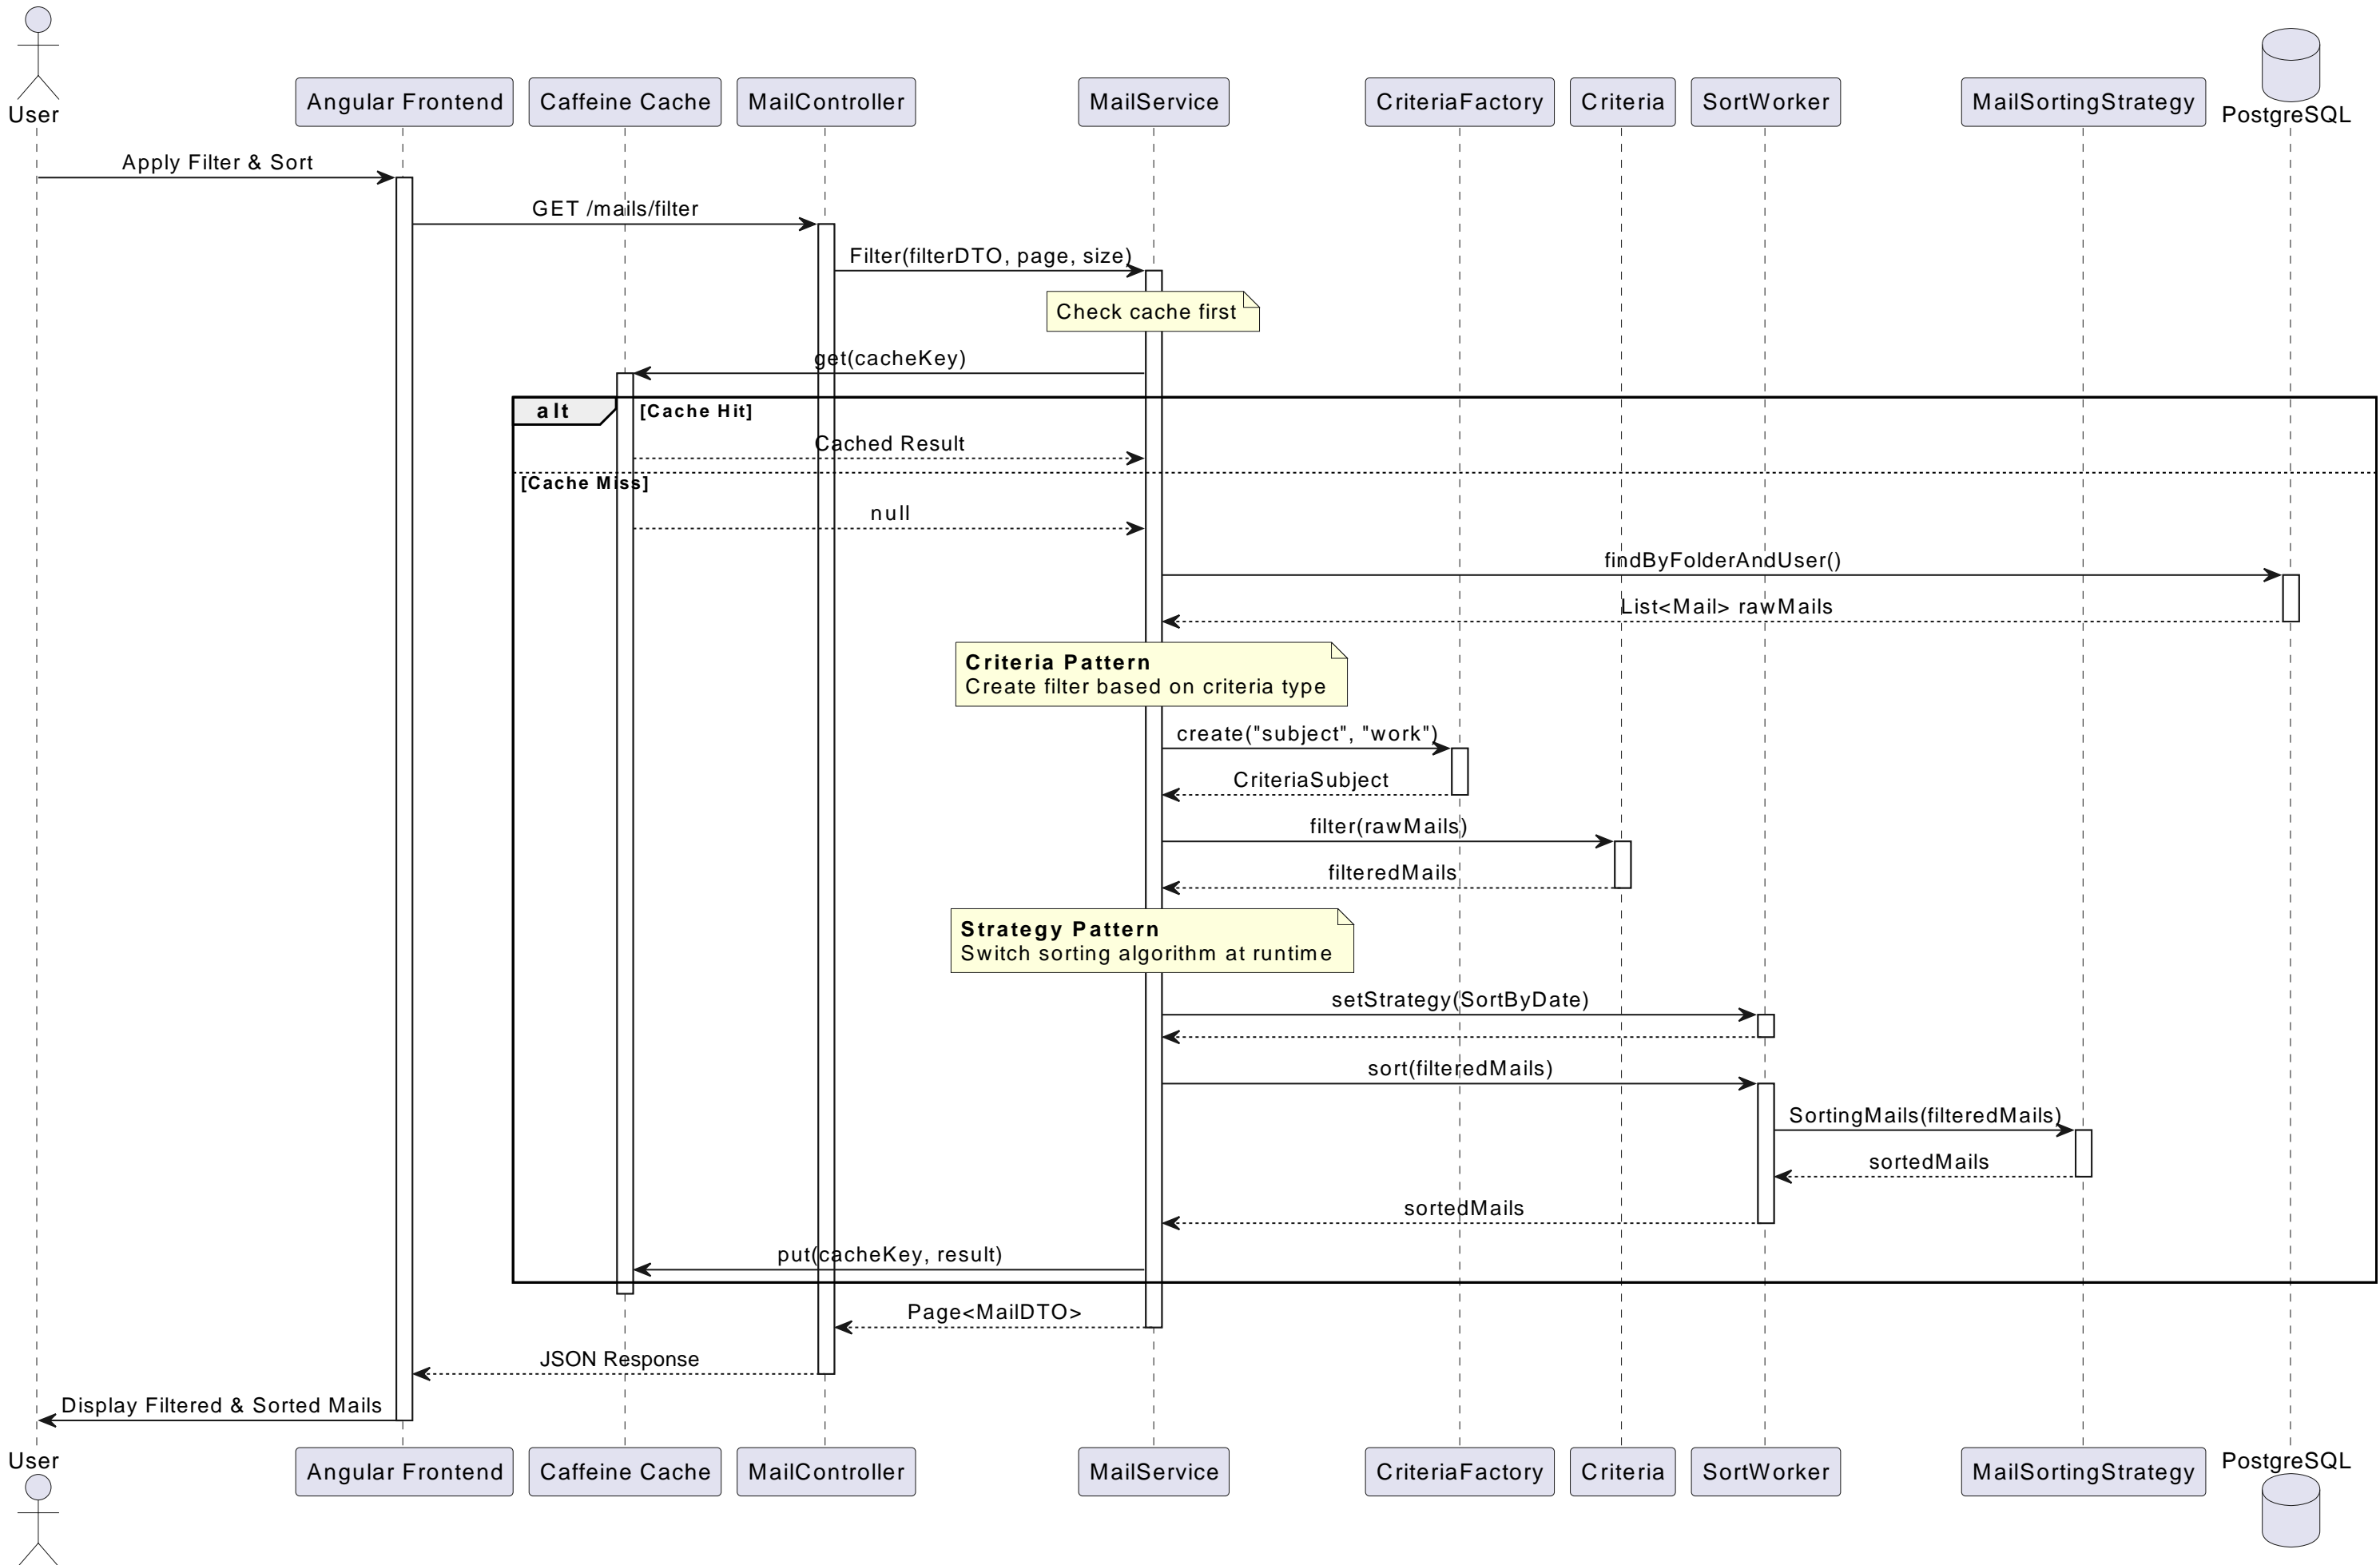 User
Angular Frontend
Caffeine Cache
MailController
MailService
CriteriaFactory
Criteria
SortWorker
MailSortingStrategy
PostgreSQL
Apply Filter & Sort
GET /mails/filter
Filter(filterDTO, page, size)
Check cache first
get(cacheKey)
alt
[Cache Hit]
Cached Result
[Cache Miss]
null
findByFolderAndUser()
List<Mail> rawMails
Criteria Pattern
Create filter based on criteria type
create("subject", "work")
CriteriaSubject
filter(rawMails)
filteredMails
Strategy Pattern
Switch sorting algorithm at runtime
setStrategy(SortByDate)
sort(filteredMails)
SortingMails(filteredMails)
sortedMails
sortedMails
put(cacheKey, result)
Page<MailDTO>
JSON Response
Display Filtered & Sorted Mails
User
Angular Frontend
Caffeine Cache
MailController
MailService
CriteriaFactory
Criteria
SortWorker
MailSortingStrategy
PostgreSQL